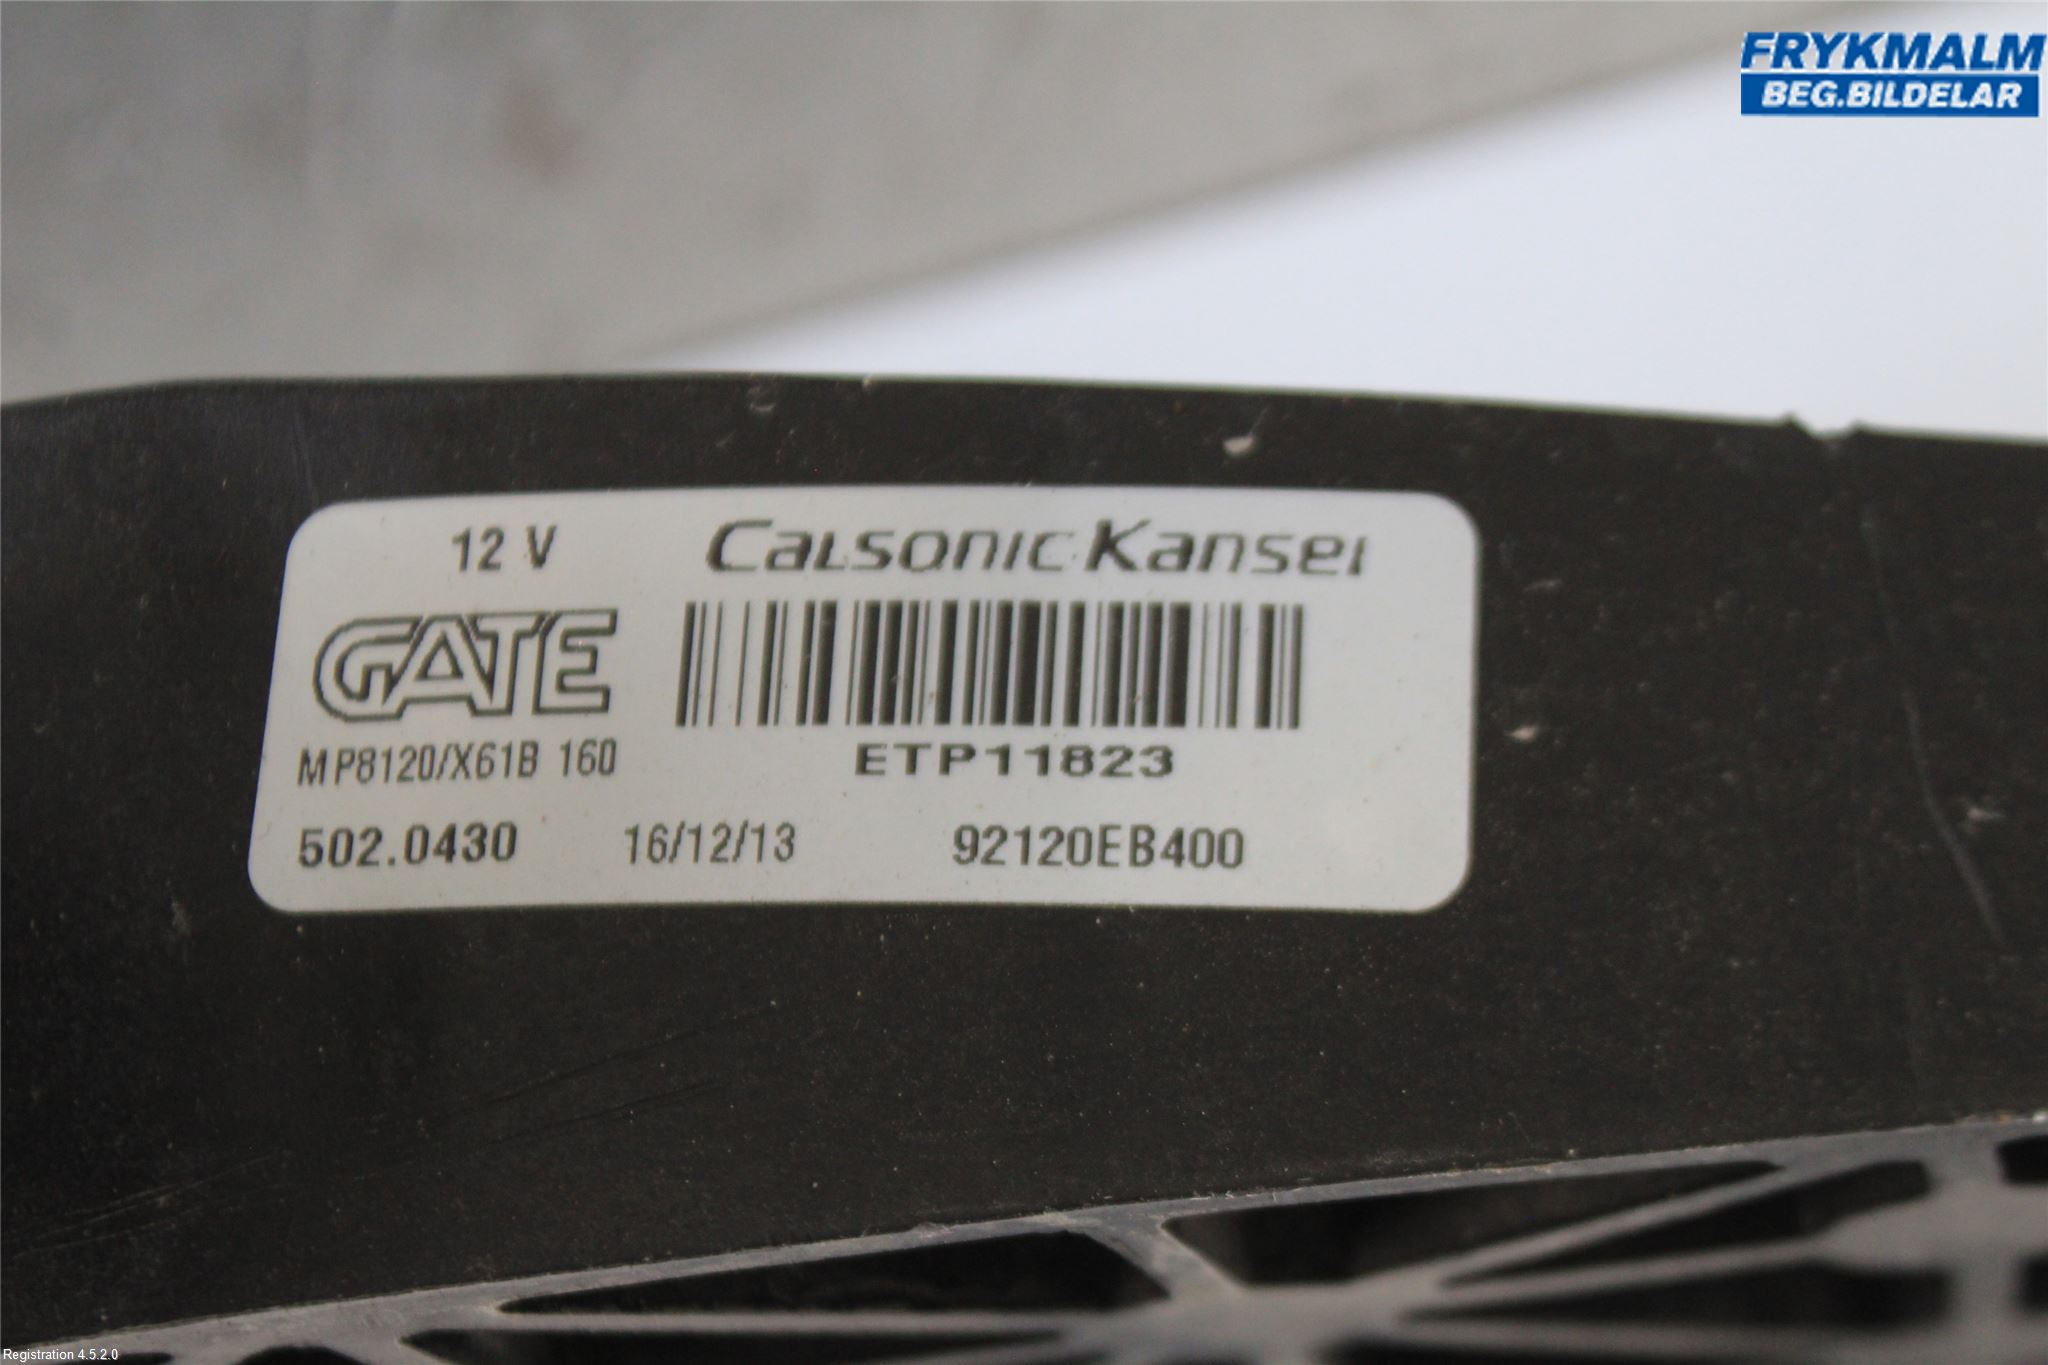 FRYKMALM
BEG.BILDELAR
12 V CalsonicKansei
GATE
MP8120/X61B 160 ETP11823
502.0430 16/12/13 92120EB400
Registration 4.5.2.0